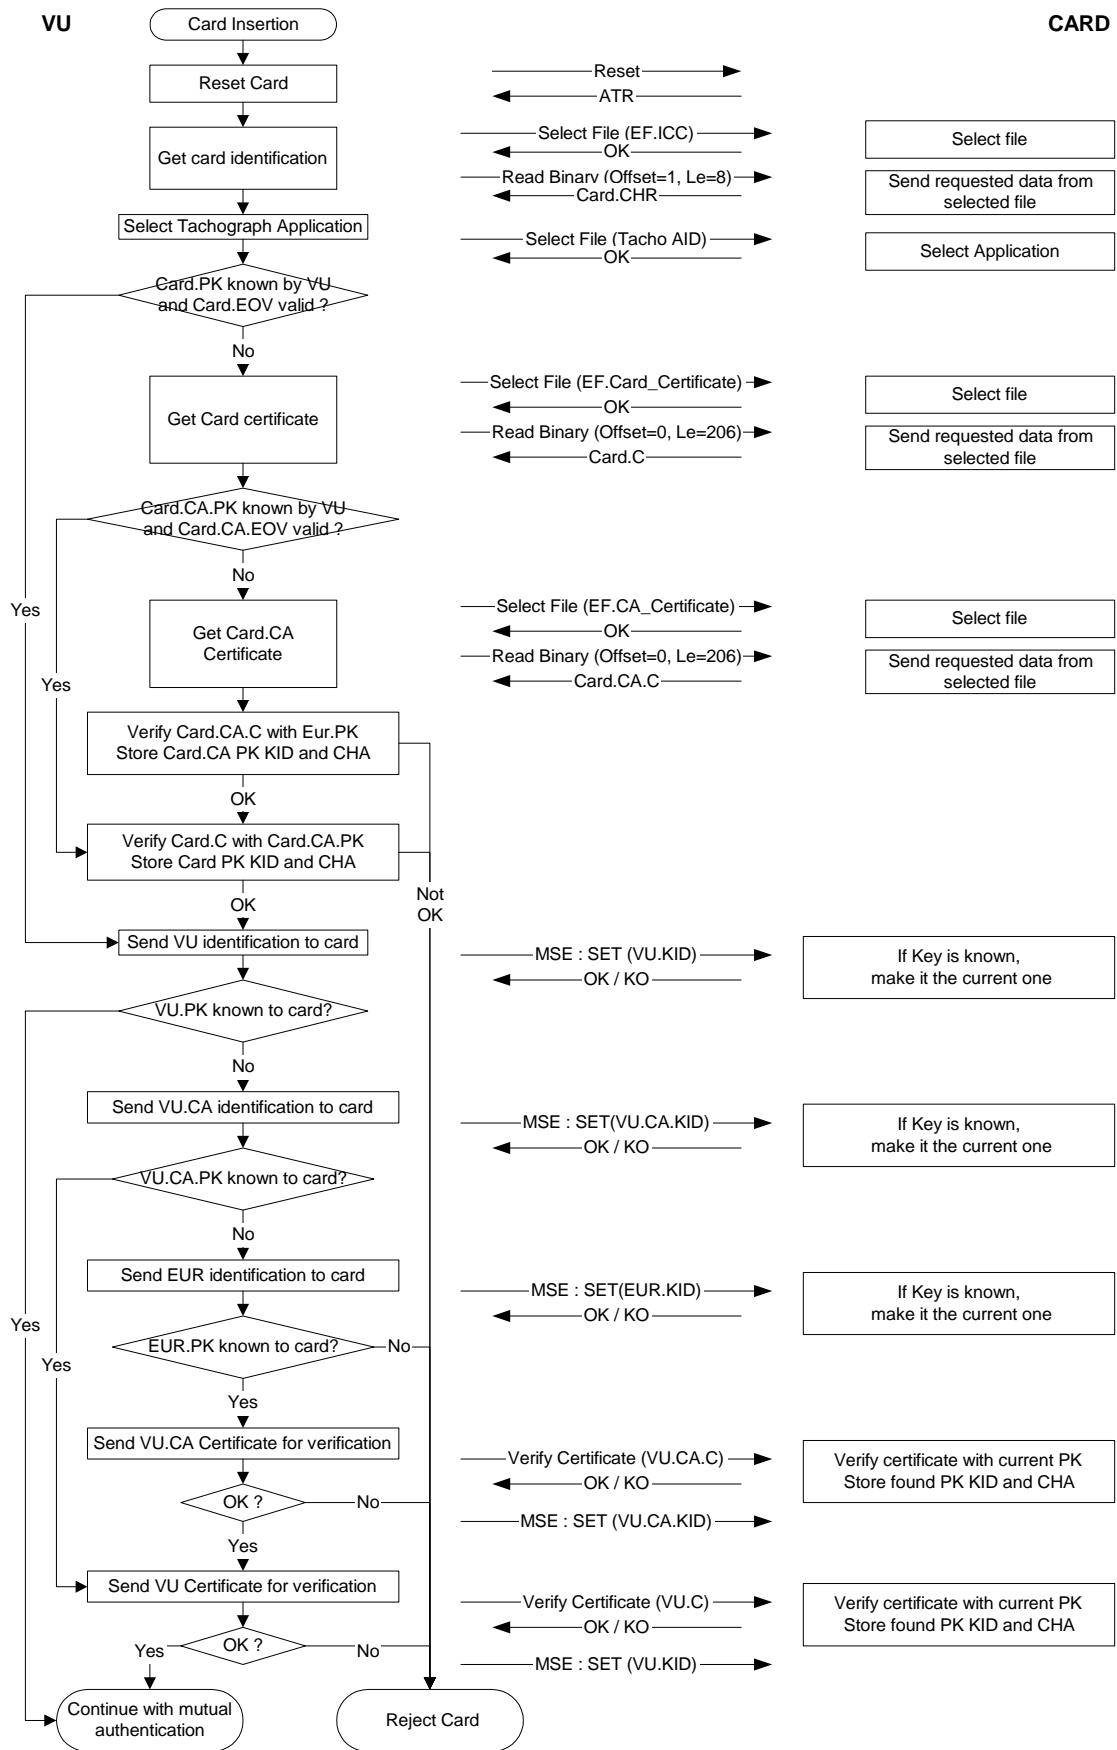 VU
Card Insertion
CARD
Reset Card
Reset
ATR
Get card identification
Select File (EF.ICC)
OK
Select file
Read Binary (Offset=1, Le=8)
Card.CHR
Send requested data from
selected file
Select Tachograph Application
Select File (Tacho AID)
OK
Select Application
Card.PK known by VU
and Card.EOV valid ?
No
Get Card certificate
Select File (EF.Card_Certificate)
OK
Select file
Read Binary (Offset=0, Le=206)
Card.C
Send requested data from
selected file
Card.CA.PK known by VU
and Card.CA.EOV valid ?
No
Yes
Get Card.CA
Certificate
Select File (EF.CA_Certificate)
OK
Select file
Read Binary (Offset=0, Le=206)
Card.CA.C
Send requested data from
selected file
Yes
Verify Card.CA.C with Eur.PK
Store Card.CA PK KID and CHA
OK
Verify Card.C with Card.CA.PK
Store Card PK KID and CHA
Not
OK
OK
Send VU identification to card
MSE : SET (VU.KID)
OK / KO
If Key is known,
make it the current one
VU.PK known to card?
No
Send VU.CA identification to card
MSE : SET(VU.CA.KID)
OK / KO
If Key is known,
make it the current one
VU.CA.PK known to card?
No
Send EUR identification to card
MSE : SET(EUR.KID)
OK / KO
If Key is known,
make it the current one
Yes
EUR.PK known to card?
No
Yes
Yes
Send VU.CA Certificate for verification
Verify Certificate (VU.CA.C)
OK / KO
Verify certificate with current PK
Store found PK KID and CHA
OK ?
No
MSE : SET (VU.CA.KID)
Yes
Send VU Certificate for verification
Verify Certificate (VU.C)
OK / KO
Verify certificate with current PK
Store found PK KID and CHA
Yes
OK ?
No
MSE : SET (VU.KID)
Continue with mutual
authentication
Reject Card